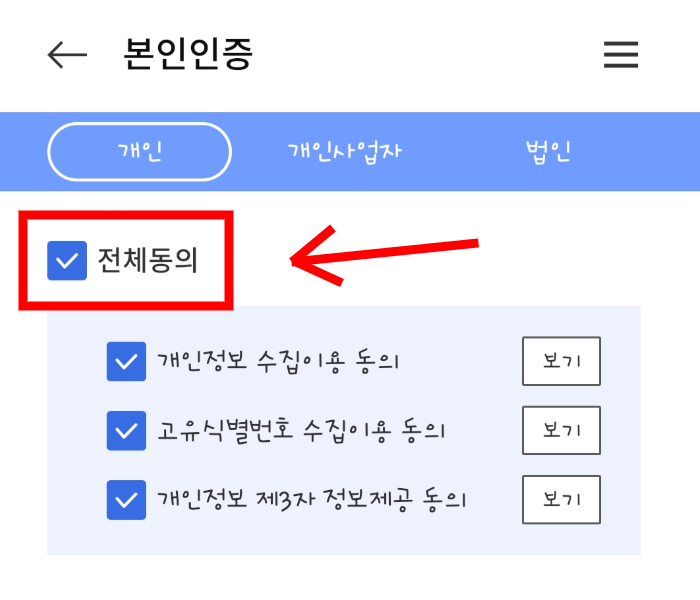 본인인증
개인 개인사업자 법인
전체동의
개인정보 수집이용 동의 보기
고유식별번호 수집이용 동의 보기
개인정보 제3자 정보제공 동의 보기